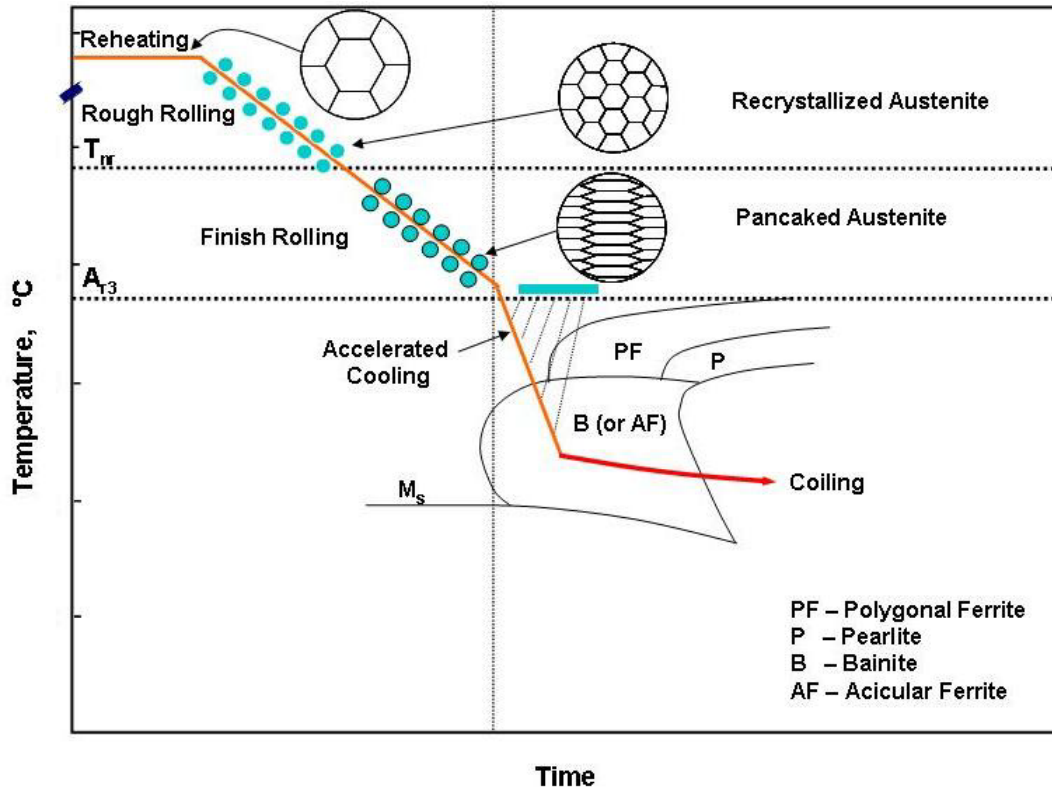 Reheating
Rough Rolling
Recrystallized Austenite
Tnr
Finish Rolling
Pancaked Austenite
Ar3
Accelerated
Cooling
PF
P
B (or AF)
Coiling
Ms
Temperature, ºC
PF – Polygonal Ferrite
P – Pearlite
B – Bainite
AF – Acicular Ferrite
Time